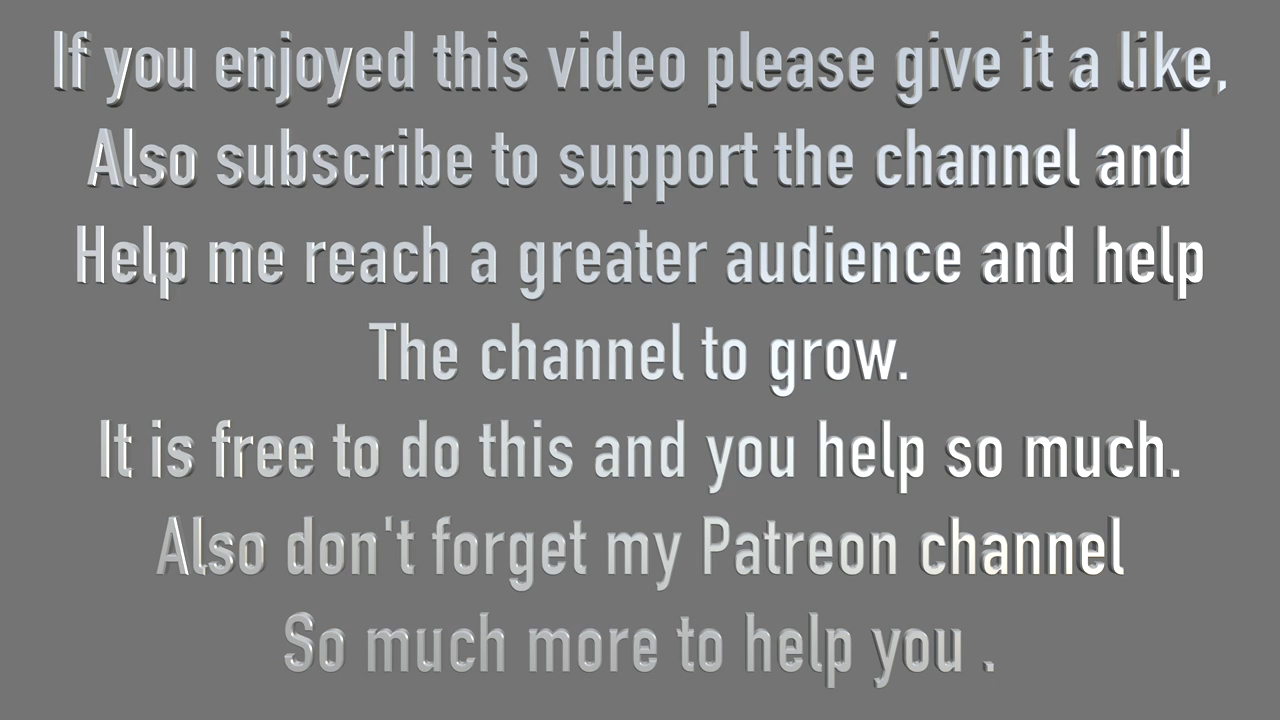 If you enjoyed this video please give it a like,
Also subscribe to support the channel and
Help me reach a greater audience and help
The channel to grow.
It is free to do this and you help so much.
Also don't forget my Patreon channel
So much more to help you .